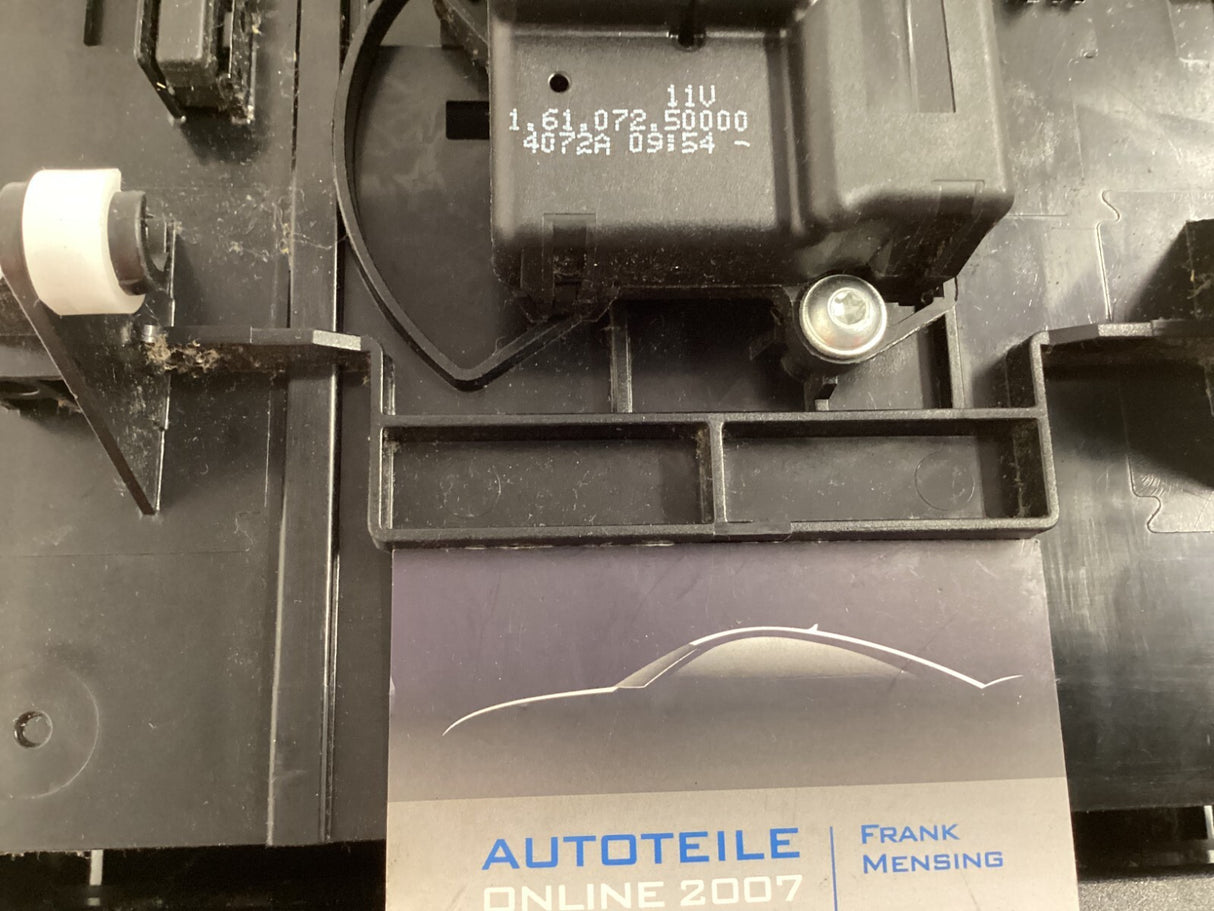 11V
1.61.072.50000
4072A 09:54 -
AUTOTEILE
ONLINE 2007
FRANK
MENSING